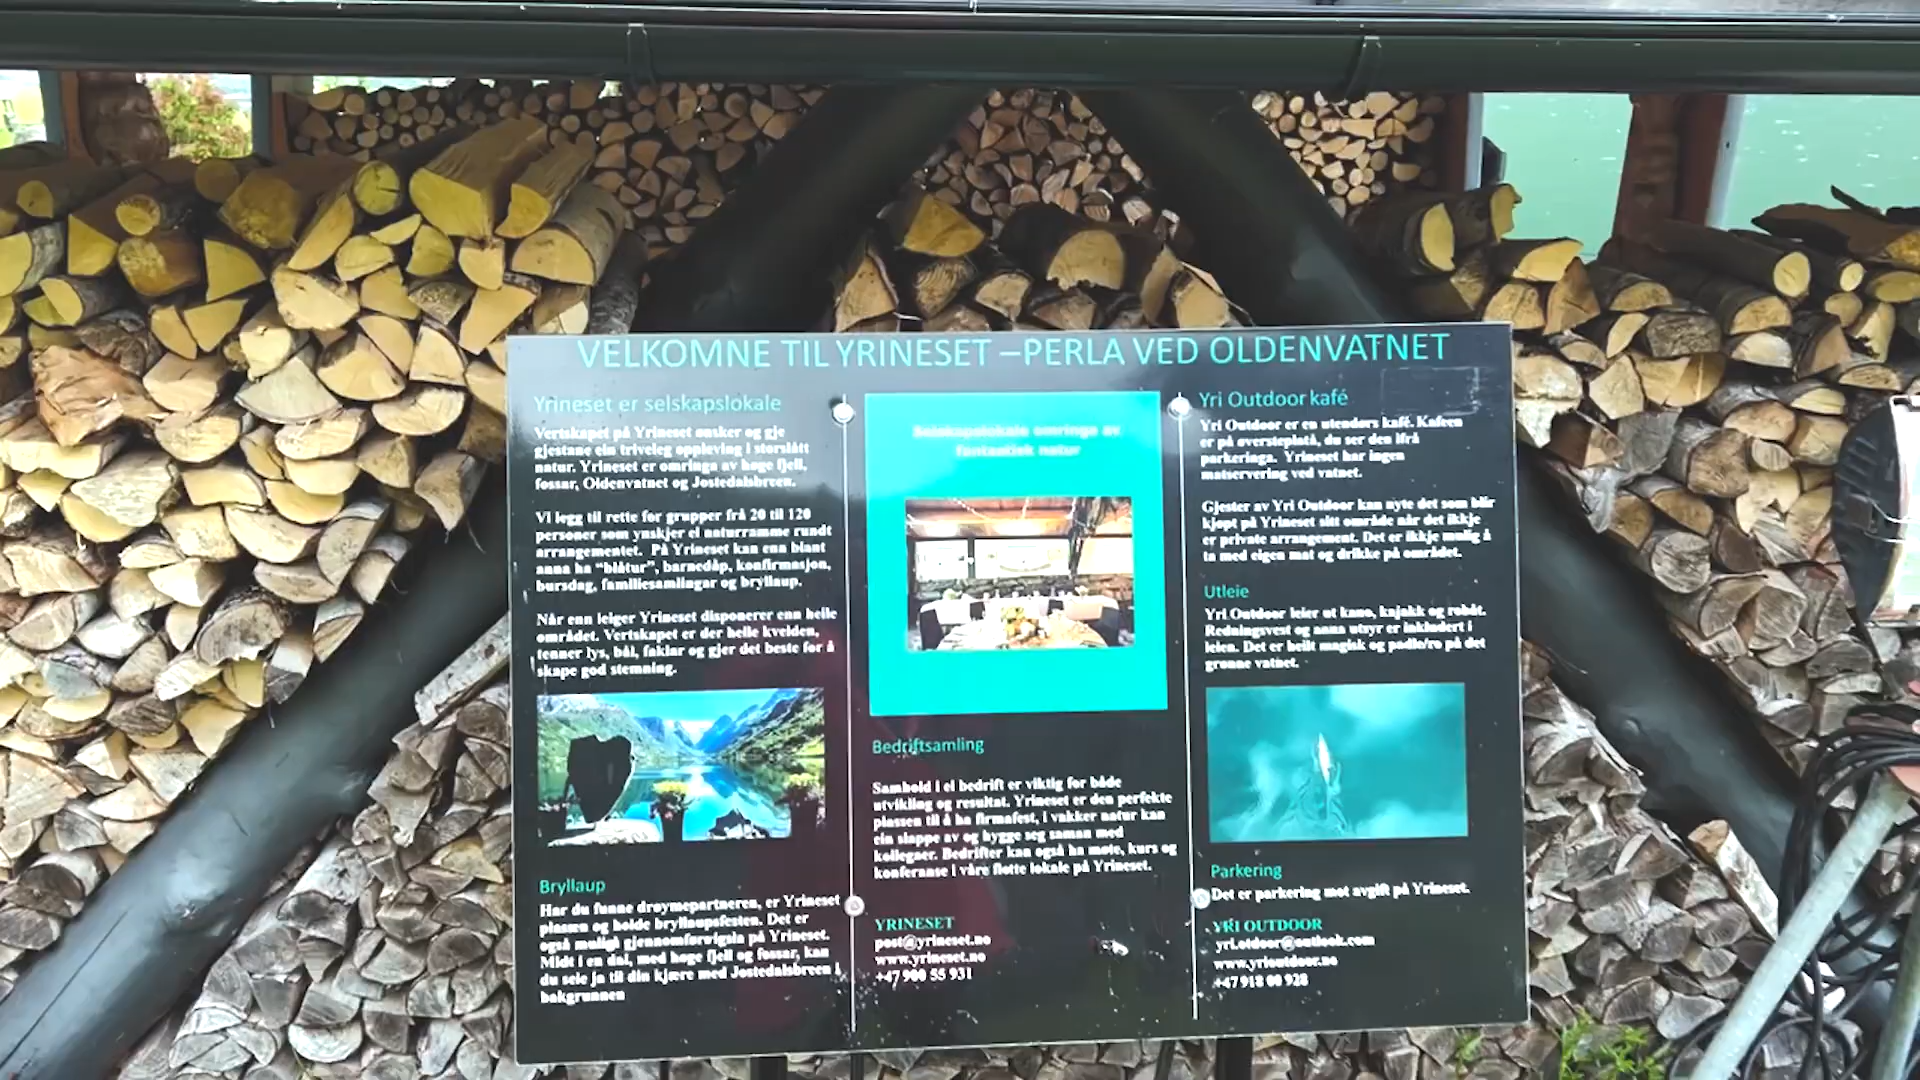 VELKOMNE TIL YRINESET –PERLA VED OLDENVATNET
Yrineset er selskapslokale
Vertskapet på Yrineset ønsker og gje
gjestane ein triveleg oppleving i storslått
natur. Yrineset er omringa av høge fjell,
fossar, Oldenvatnet og Jostedalsbreen.
Vi legg til rette for grupper frå 20 til 120
personer som ynskjer ei naturramme rundt
arrangementet. På Yrineset kan enn blant
anna ha “blåtur”, barnedåp, konfirmasjon,
bursdag, familiesamlingar og bryllaup.
Når enn leiger Yrineset disponerer enn heile
området. Vertskapet er der heile kvelden,
tenner lys, bål, faklar og gjer det beste for å
skape god stemning.
Bryllaup
Har du funne drøymepartneren, er Yrineset
plassen og holde bryllaupsfesten. Det er
også muligå gjennomføre vigsla på Yrineset.
Midt i en dal, med høge fjell og fossar, kan
du seie ja til din kjære med Jostedalsbreen i
bakgrunnen
Selskapslokale omringa av
fantastisk natur
Bedriftsamling
Samhold i ei bedrift er viktig for både
utvikling og resultat. Yrineset er den perfekte
plassen til å ha firmafest, i vakker natur kan
ein slappe av og hygge seg saman med
kollegaer. Bedrifter kan også ha møte, kurs og
konferanse i våre flotte lokale på Yrineset.
YRINESET
post@yrineset.no
www.yrineset.no
+47 900 55 931
Yri Outdoor kafé
Yri Outdoor er en utendørs kafé. Kafeen
er på øversteplatå, du ser den ifrå
parkeringa. Yrineset har ingen
matservering ved vatnet.
Gjester av Yri Outdoor kan nyte det som blir
kjøpt på Yrineset sitt område når det ikkje
er private arrangement. Det er ikkje mulig å
ta med eigen mat og drikke på området.
Utleie
Yri Outdoor leier ut kano, kajakk og robåt.
Redningsvest og anna utsyr er inkludert i
leien. Det er heilt magisk og padle/ro på det
grønne vatnet.
Parkering
Det er parkering mot avgift på Yrineset.
YRI OUTDOOR
yri.otdoor@outlook.com
www.yrioutdoor.no
+47 918 00 928